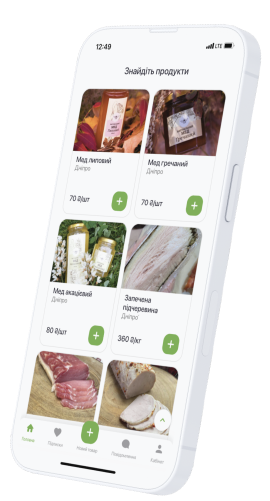 12:49
LTE
Знайдіть продукти
Мед липовий
Дніпро
70 ₴/шт
Мед гречаний
Дніпро
70 ₴/шт
Мед акацієвий
Дніпро
80 ₴/шт
Запечена
підчеревина
Дніпро
360 ₴/кг
Головна
Новий товар
Повідомлення
Кабінет